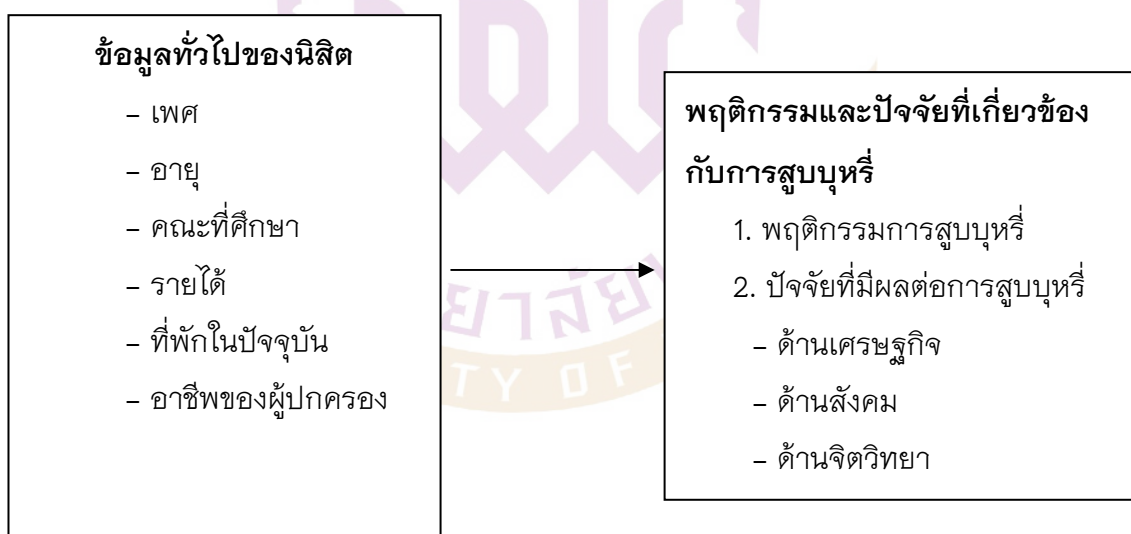 ข้อมูลทั่วไปของนิสิต
– เพศ
– อายุ
– คณะที่ศึกษา
– รายได้
– ที่พักในปัจจุบัน
– อาชีพของผู้ปกครอง
พฤติกรรมและปัจจัยที่เกี่ยวข้อง
กับการสูบบุหรี่
1. พฤติกรรมการสูบบุหรี่
2. ปัจจัยที่มีผลต่อการสูบบุหรี่
– ด้านเศรษฐกิจ
– ด้านสังคม
– ด้านจิตวิทยา
TY OF